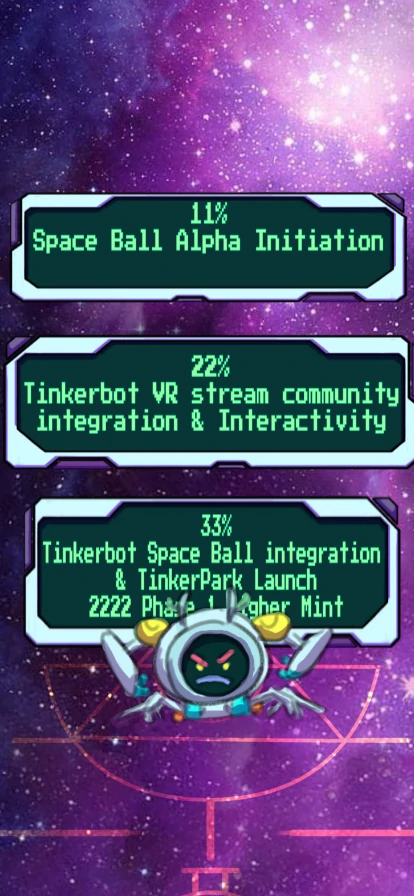 11%
Space Ball Alpha Initiation
22%
Tinkerbot VR stream community
integration & Interactivity
33%
Tinkerbot Space Ball integration
& TinkerPark Launch
2222 Phase 1 Mint